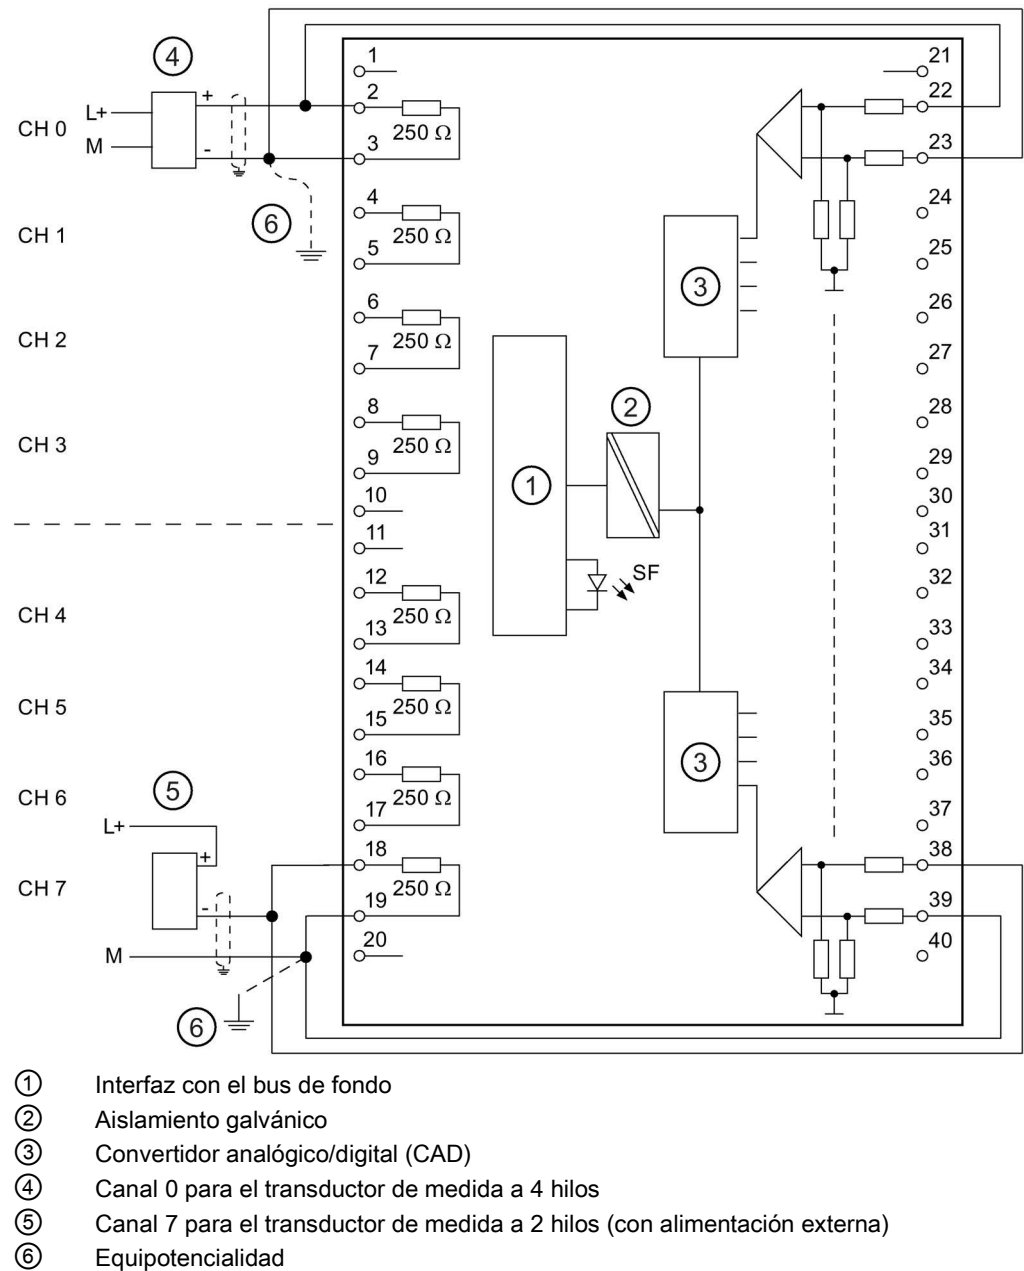 ④
1
21
+
2
22
L+
250 Ω
CH 0
M
-
3
23
4
24
⑥
250 Ω
CH 1
5
25
③
6
26
250 Ω
CH 2
7
27
②
8
28
250 Ω
CH 3
9
29
①
10
30
11
31
SF
12
32
250 Ω
CH 4
13
33
14
34
250 Ω
CH 5
15
35
16
36
③
⑤
250 Ω
CH 6
17
37
L+
18
38
+
250 Ω
CH 7
19
39
-
20
40
M
⑥
① Interfaz con el bus de fondo
② Aislamiento galvánico
③ Convertidor analógico/digital (CAD)
④ Canal 0 para el transductor de medida a 4 hilos
⑤ Canal 7 para el transductor de medida a 2 hilos (con alimentación externa)
⑥ Equipotencialidad